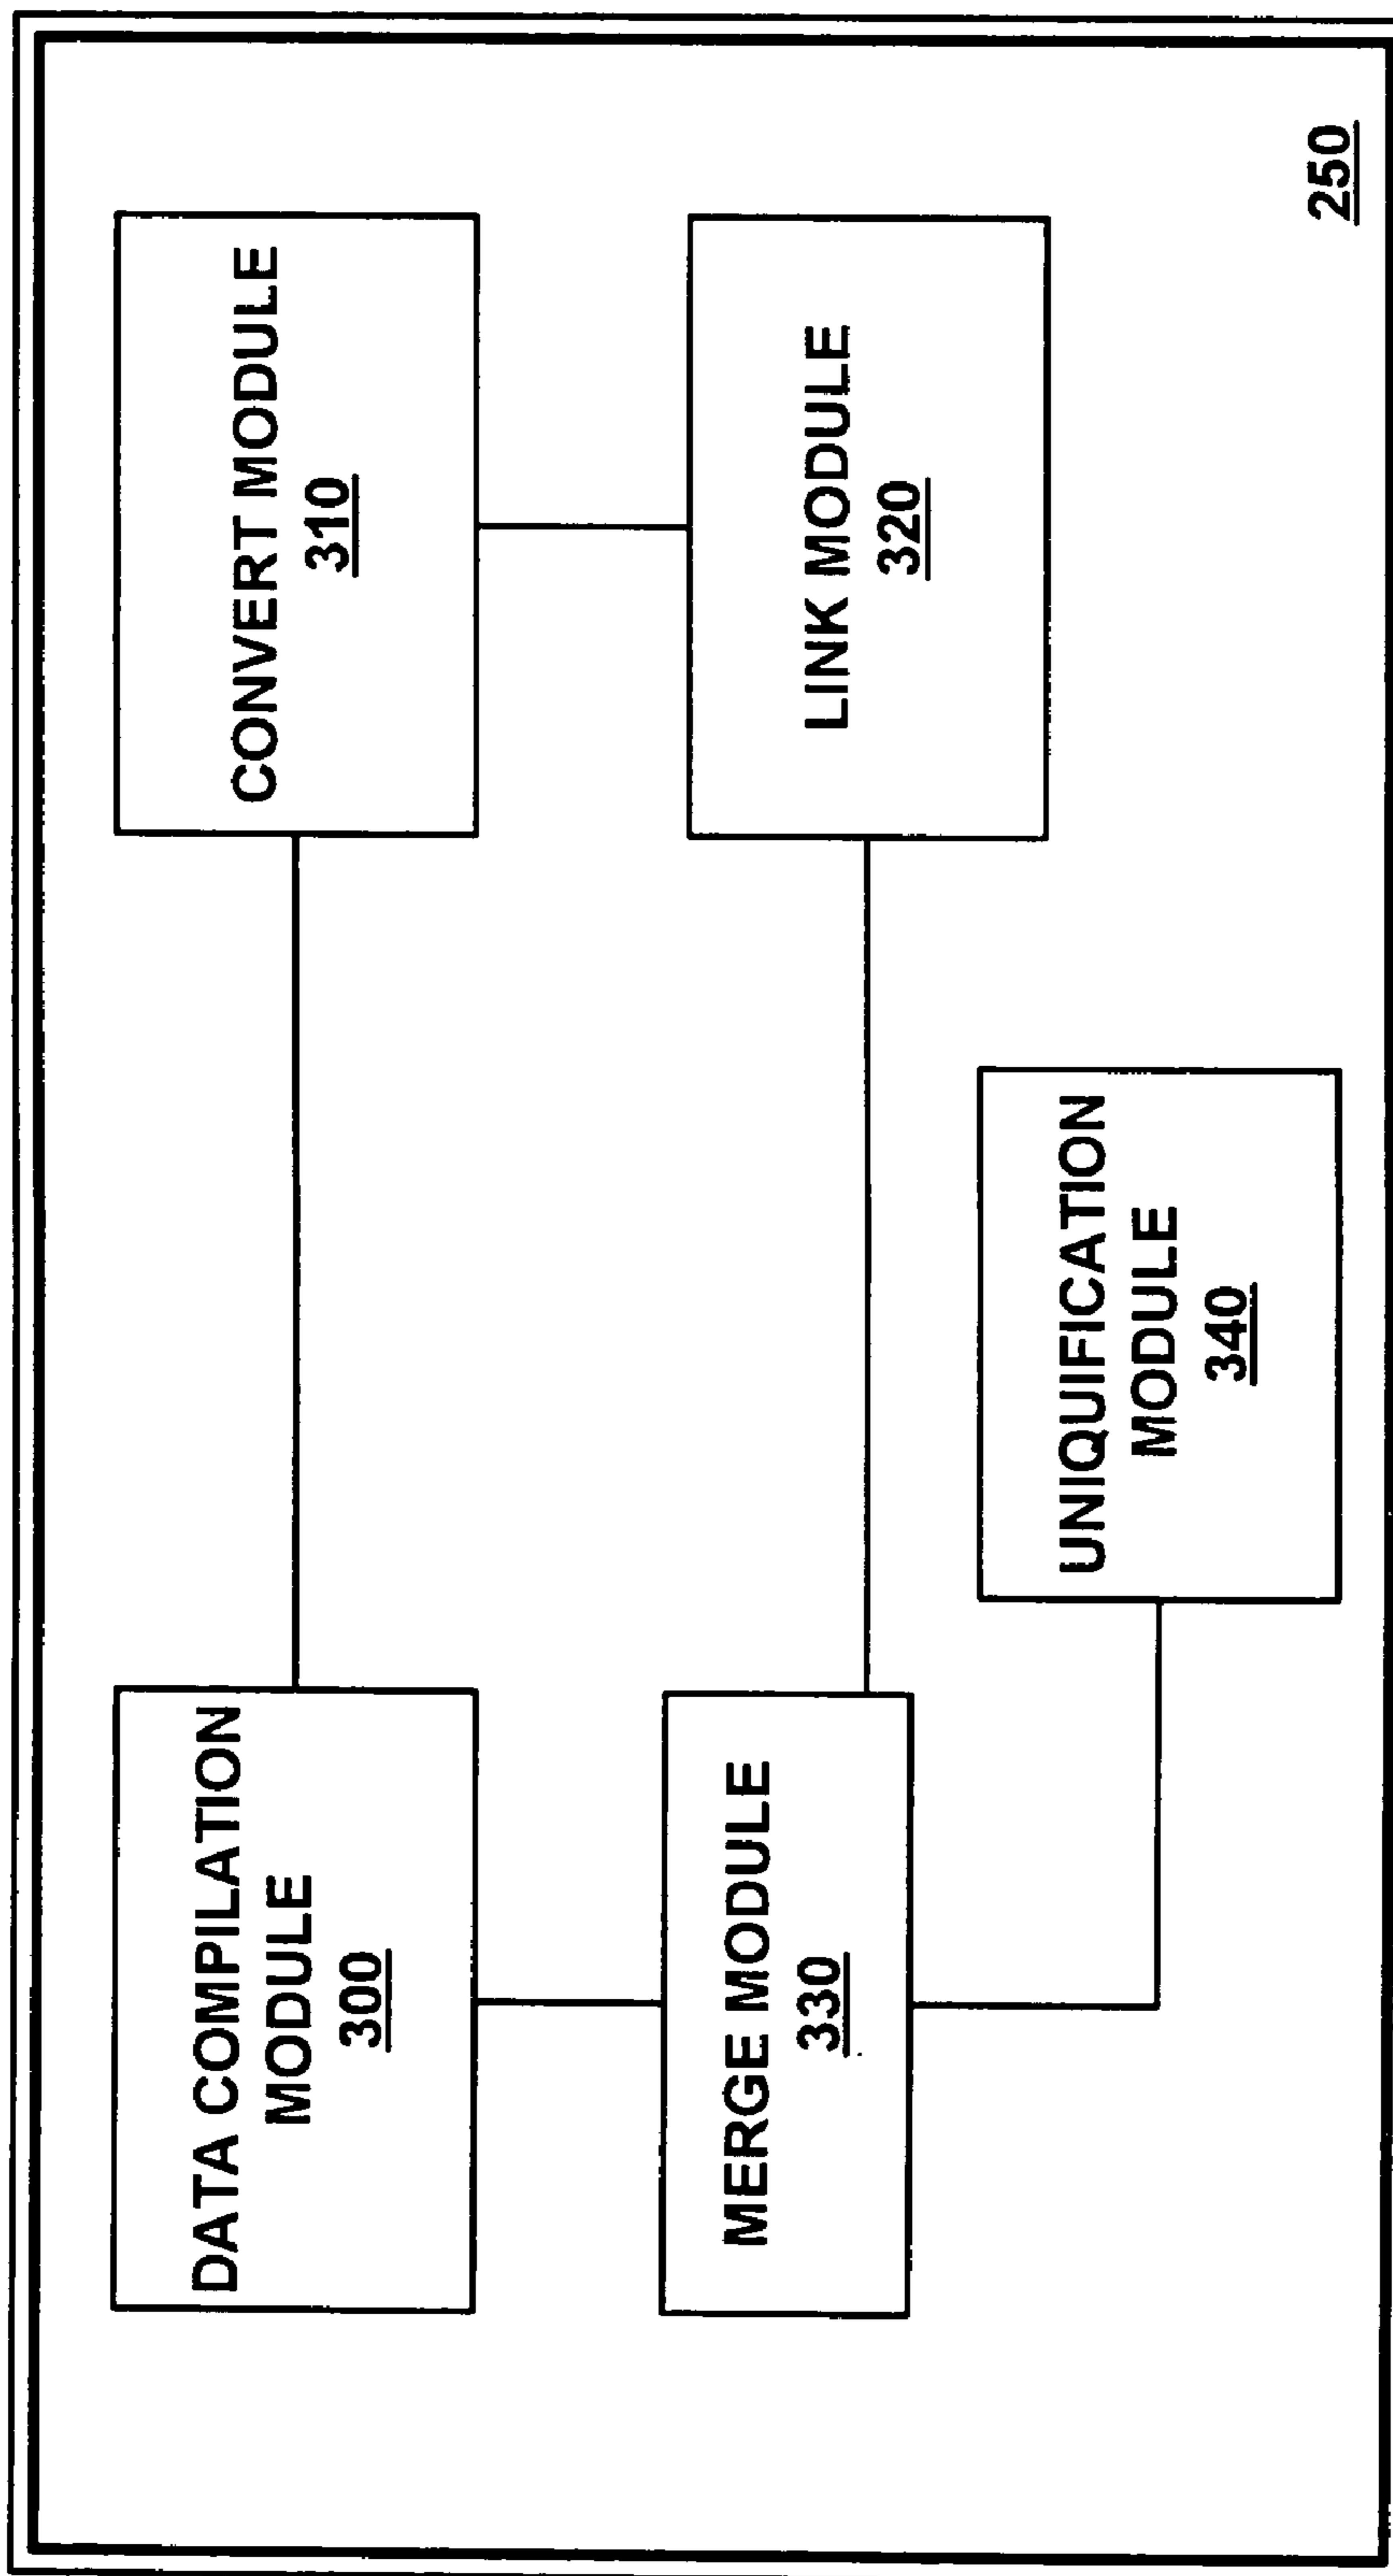 DATA COMPILATION
MODULE
300
CONVERT MODULE
310
MERGE MODULE
330
LINK MODULE
320
UNIQUIFICATION
MODULE
340
250